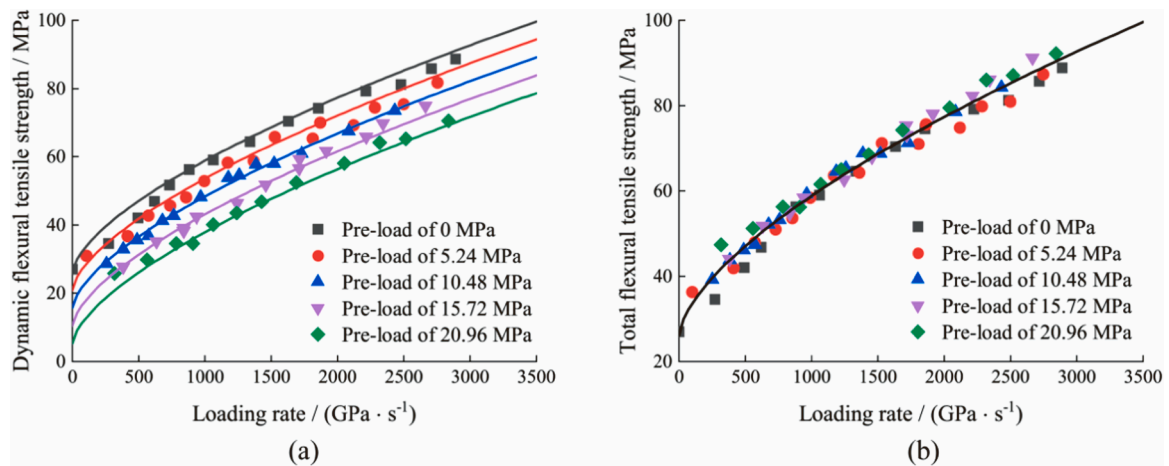 100
80
60
40
20
0
Dynamic flexural tensile strength / MPa
Pre-load of 0 MPa
Pre-load of 5.24 MPa
Pre-load of 10.48 MPa
Pre-load of 15.72 MPa
Pre-load of 20.96 MPa
0 500 1000 1500 2000 2500 3000 3500
Loading rate / (GPa · s⁻¹)
(a)
100
80
60
40
20
Total flexural tensile strength / MPa
Pre-load of 0 MPa
Pre-load of 5.24 MPa
Pre-load of 10.48 MPa
Pre-load of 15.72 MPa
Pre-load of 20.96 MPa
0 500 1000 1500 2000 2500 3000 3500
Loading rate / (GPa · s⁻¹)
(b)